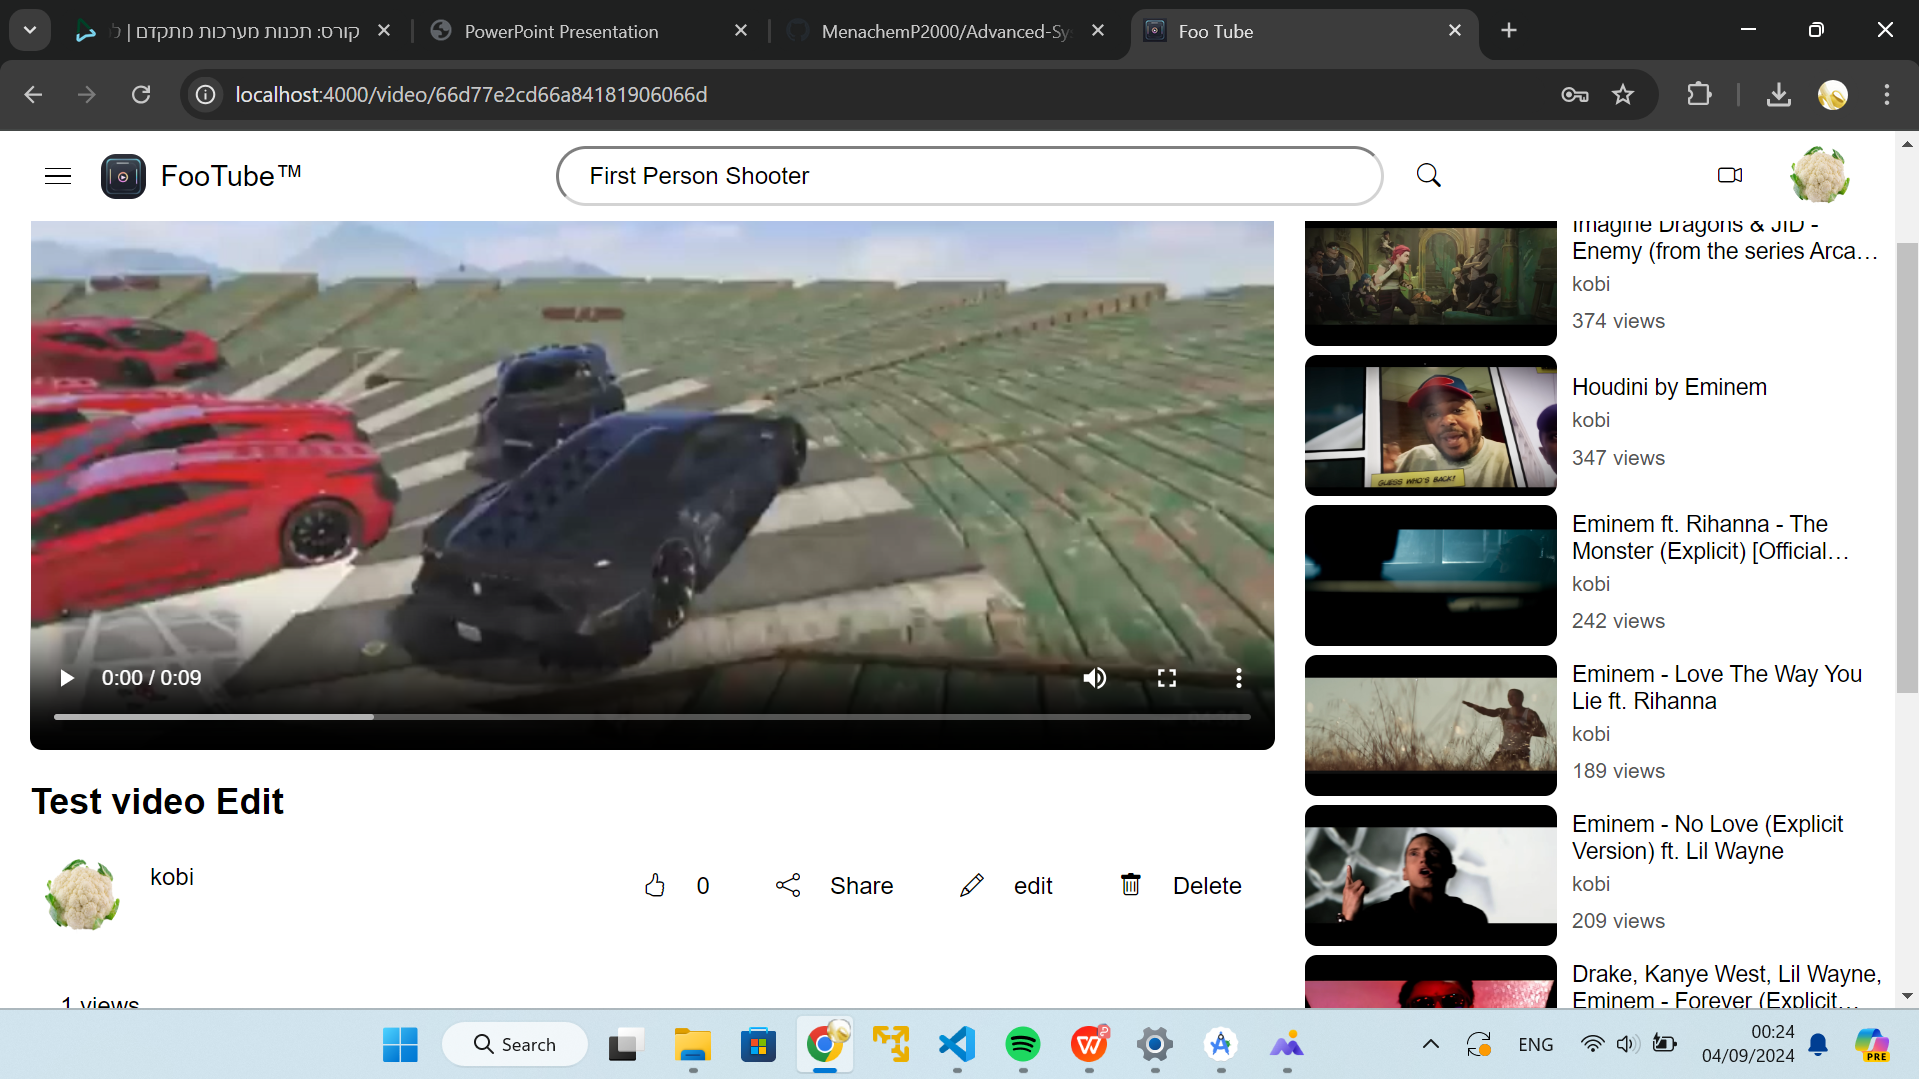 קורס: תכנות מערכות מתקדם | ל
PowerPoint Presentation
MenachemP2000/Advanced-Sy
Foo Tube
localhost:4000/video/66d77e2cd66a84181906066d
FooTube™
First Person Shooter
Imagine Dragons & JID -
Enemy (from the series Arca…
kobi
374 views
GUESS WHO'S BACK!
Houdini by Eminem
kobi
347 views
Eminem ft. Rihanna - The
Monster (Explicit) [Official…
kobi
242 views
Eminem - Love The Way You
Lie ft. Rihanna
kobi
189 views
Eminem - No Love (Explicit
Version) ft. Lil Wayne
kobi
209 views
Drake, Kanye West, Lil Wayne,
Eminem - Forever (Explicit…
0:00 / 0:09
Test video Edit
kobi
0
Share
edit
Delete
1 views
Search
ENG
00:24
04/09/2024
PRE